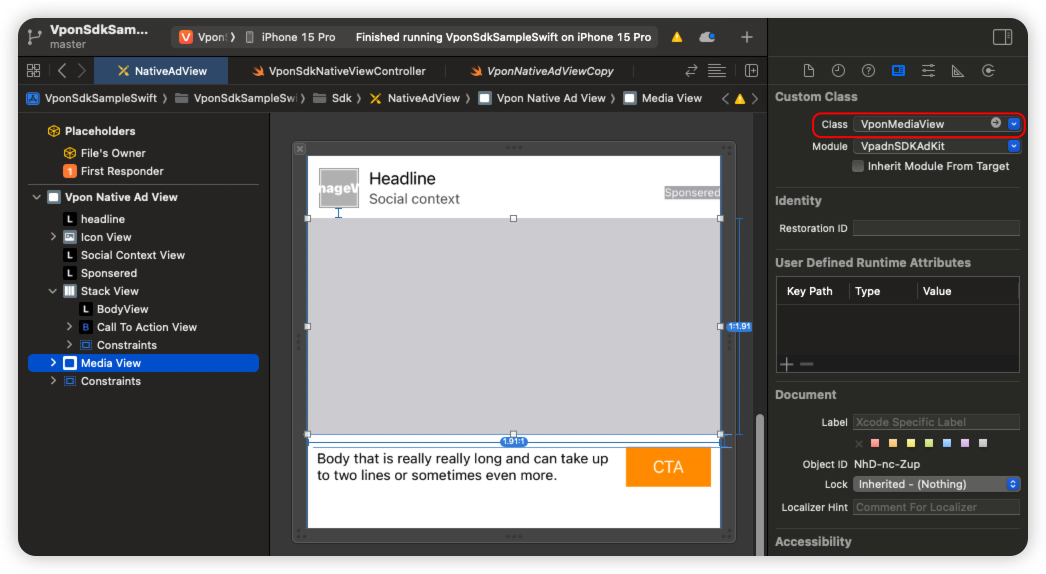 VponSdkSam...
master
Vpon! iPhone 15 Pro Finished running VponSdkSampleSwift on iPhone 15 Pro
NativeAdView VponSdkNativeViewController VponNativeAdViewCopy
VponSdkSampleSwift VponSdkSampleSwi Sdk NativeAdView Vpon Native Ad View Media View
Placeholders
File's Owner
First Responder
Vpon Native Ad View
headline
Icon View
Social Context View
Sponsered
Stack View
BodyView
Call To Action View
Constraints
Media View
Constraints
nageV
Headline
Social context
Sponsered
1:1.91
1.91:1
Body that is really really long and can take up
to two lines or sometimes even more.
CTA
Custom Class
Class VponMediaView
Module VpadnSDKAdKit
Inherit Module From Target
Identity
Restoration ID
User Defined Runtime Attributes
Key Path Type Value
Document
Label Xcode Specific Label
Object ID NhD-nc-Zup
Lock Inherited - (Nothing)
Localizer Hint Comment For Localizer
Accessibility